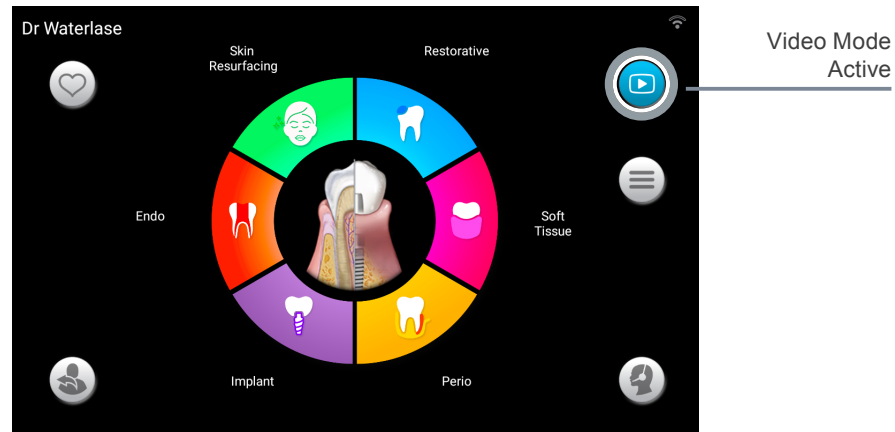 Dr Waterlase
Skin
Resurfacing
Restorative
Video Mode
Active
Endo
Soft
Tissue
Implant
Perio